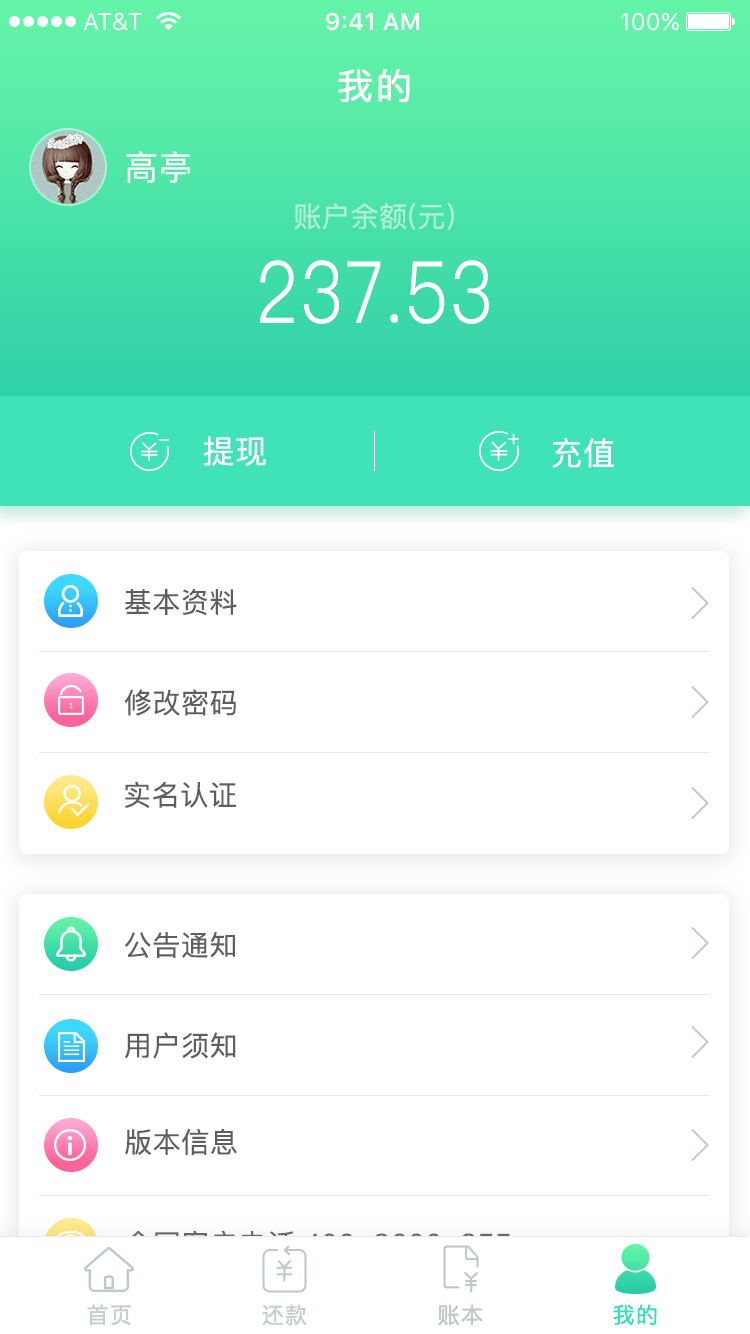 AT&T 9:41 AM 100%
我的
高亭
账户余额(元)
237.53
提现 充值
基本资料
修改密码
实名认证
公告通知
用户须知
版本信息
首页 还款 账本 我的